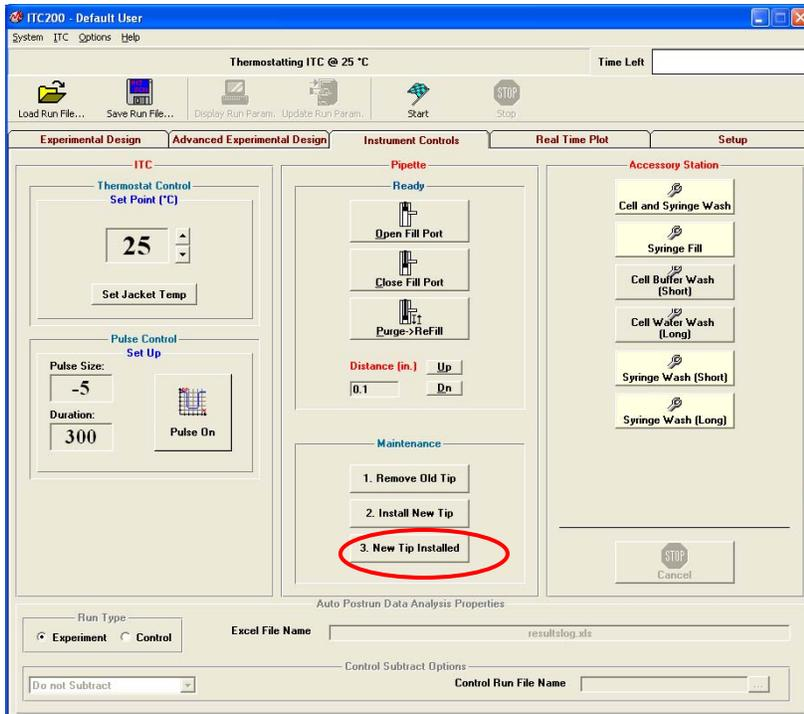 ITC200 - Default User
System ITC Options Help
Thermostatting ITC @ 25 °C
Time Left
Load Run File...
Save Run File...
Display Run Param.
Update Run Param.
Start
STOP
Stop
Experimental Design
Advanced Experimental Design
Instrument Controls
Real Time Plot
Setup
ITC
Thermostat Control
Set Point (°C)
25
Set Jacket Temp
Pulse Control
Set Up
Pulse Size:
-5
Duration:
300
Pulse On
Pipette
Ready
Open Fill Port
Close Fill Port
Purge->ReFill
Distance (in.)
Up
0.1
Dn
Maintenance
1. Remove Old Tip
2. Install New Tip
3. New Tip Installed
Accessory Station
Cell and Syringe Wash
Syringe Fill
Cell Buffer Wash
(Short)
Cell Water Wash
(Long)
Syringe Wash (Short)
Syringe Wash (Long)
STOP
Cancel
Auto Postrun Data Analysis Properties
Run Type
Experiment
Control
Excel File Name
resultslog.xls
Control Subtract Options
Do not Subtract
Control Run File Name
...